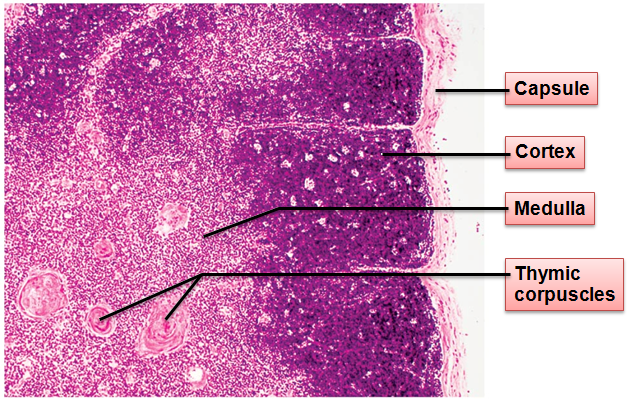 Capsule
Cortex
Medulla
Thymic
corpuscles